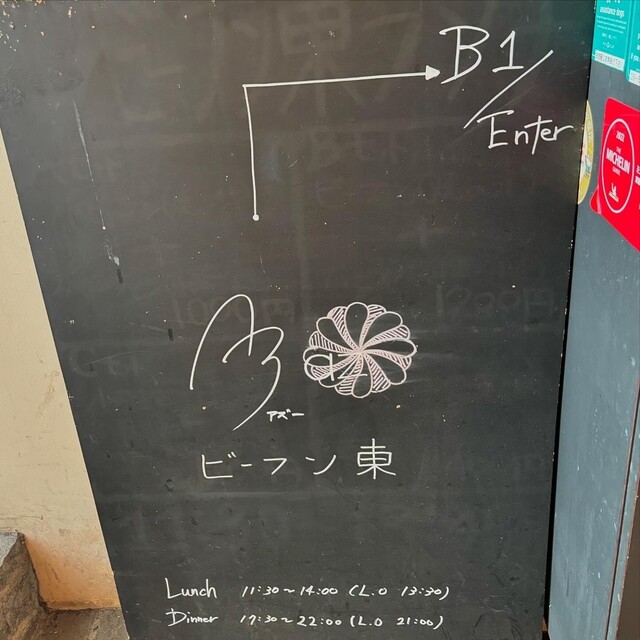 B1
Enter
アズー
ビーフン東
Lunch 11:30~14:00 (L.O 13:30)
Dinner 17:30~22:00 (L.O 21:00)
MICHELIN